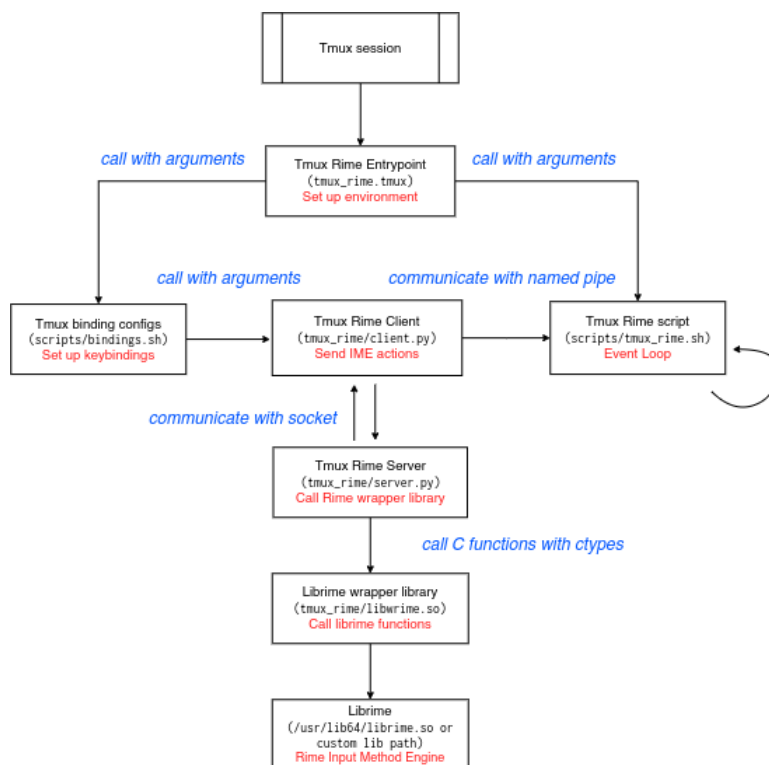 Tmux session
call with arguments
call with arguments
Tmux Rime Entrypoint
(tmux_rime.tmux)
Set up environment
call with arguments
communicate with named pipe
Tmux binding configs
(scripts/bindings.sh)
Set up keybindings
Tmux Rime Client
(tmux_rime/client.py)
Send IME actions
Tmux Rime script
(scripts/tmux_rime.sh)
Event Loop
communicate with socket
Tmux Rime Server
(tmux_rime/server.py)
Call Rime wrapper library
call C functions with ctypes
Librime wrapper library
(tmux_rime/libwrime.so)
Call librime functions
Librime
(/usr/lib64/librime.so or
custom lib path)
Rime Input Method Engine